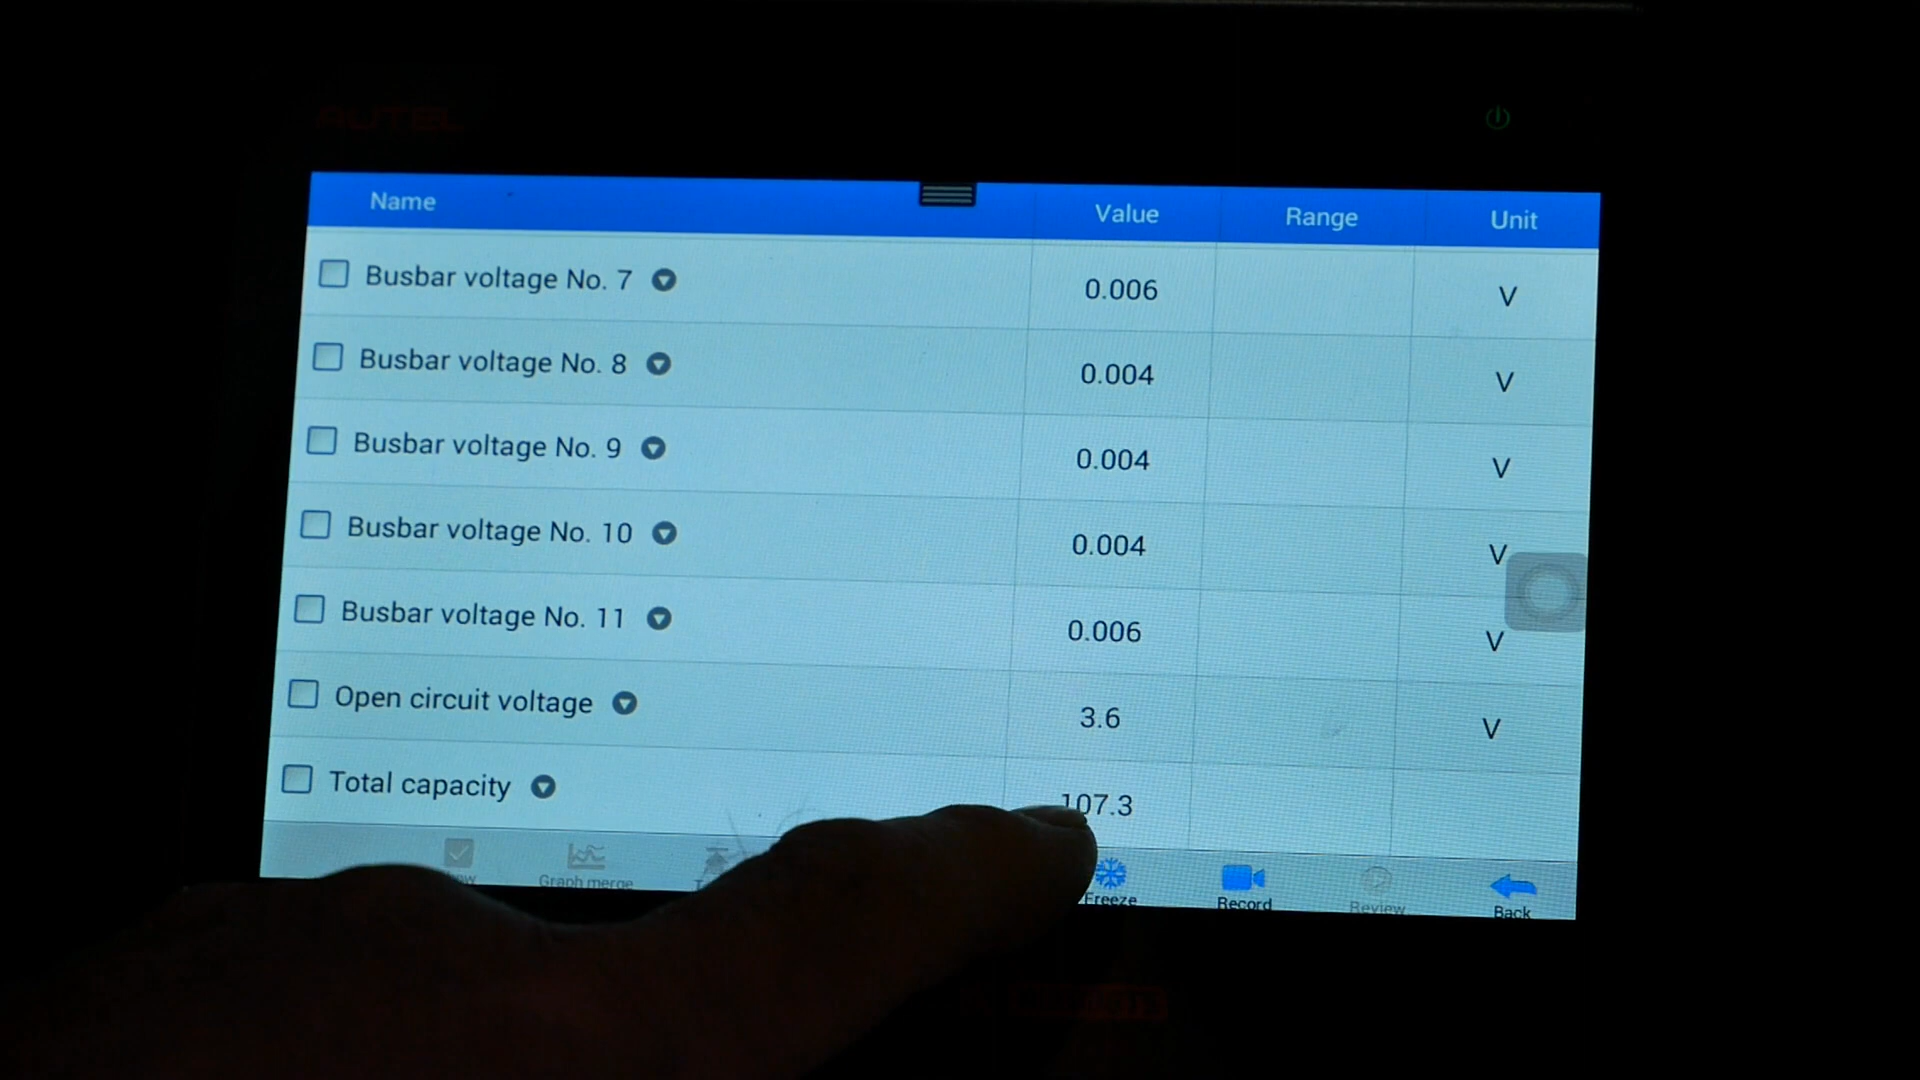 AUTEL
Name Value Range Unit
Busbar voltage No. 7 0.006 V
Busbar voltage No. 8 0.004 V
Busbar voltage No. 9 0.004 V
Busbar voltage No. 10 0.004 V
Busbar voltage No. 11 0.006 V
Open circuit voltage 3.6 V
Total capacity 107.3
Graph merge Freeze Record Review Back